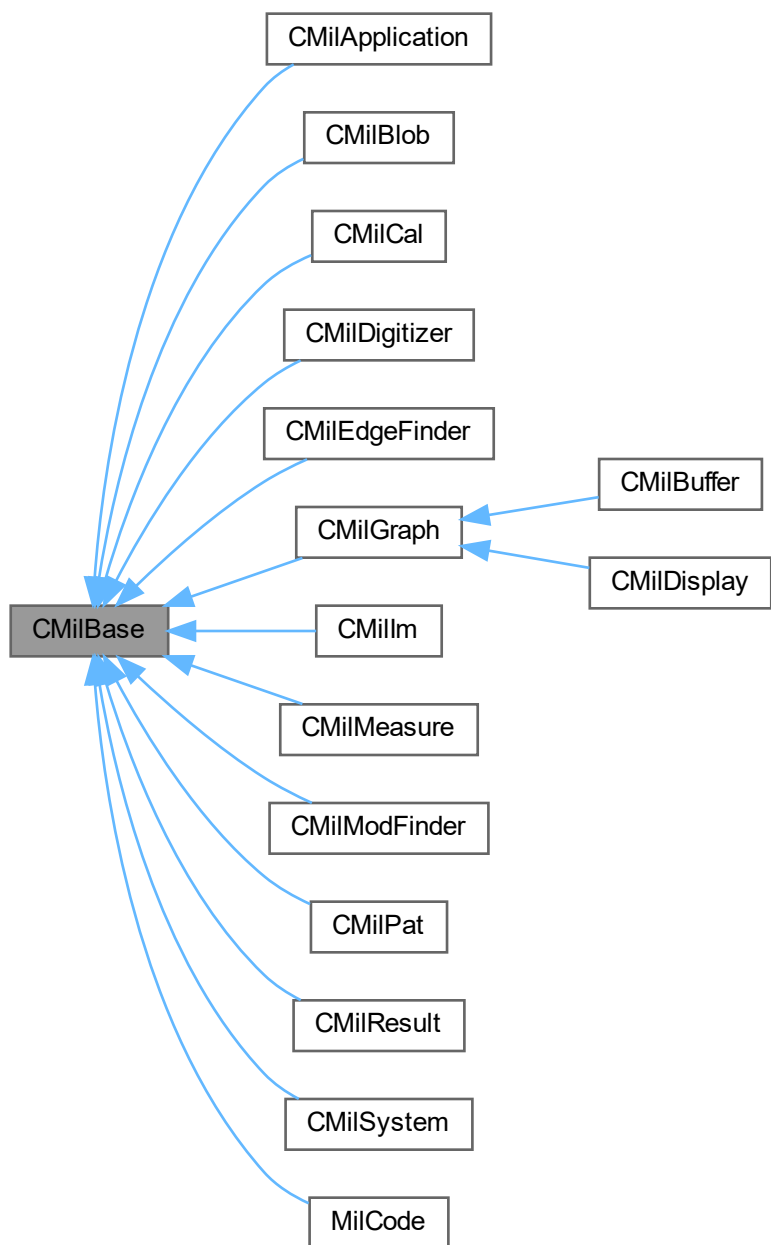 CMilApplication
CMilBlob
CMilCal
CMilDigitizer
CMilEdgeFinder
CMilBuffer
CMilGraph
CMilDisplay
CMilBase
CMilIm
CMilMeasure
CMilModFinder
CMilPat
CMilResult
CMilSystem
MilCode